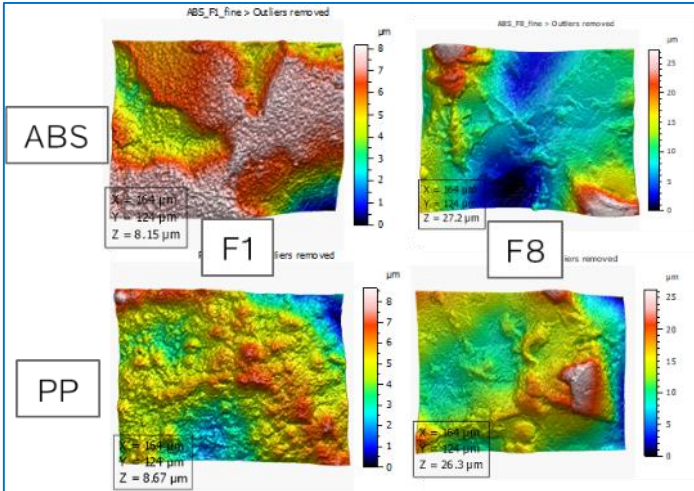 ABS_F1_fine > Outliers removed
ABS_F8_fine > Outliers removed
µm
8
7
6
5
4
3
2
1
0
µm
25
20
15
10
5
0
ABS
X = 164 µm
Y = 124 µm
Z = 8.15 µm
X = 164 µm
Y = 124 µm
Z = 27.2 µm
F1
F8
liers removed
liers removed
µm
8
7
6
5
4
3
2
1
0
µm
25
20
15
10
5
0
PP
X = 164 µm
Y = 124 µm
Z = 8.67 µm
X = 164 µm
Y = 124 µm
Z = 26.3 µm